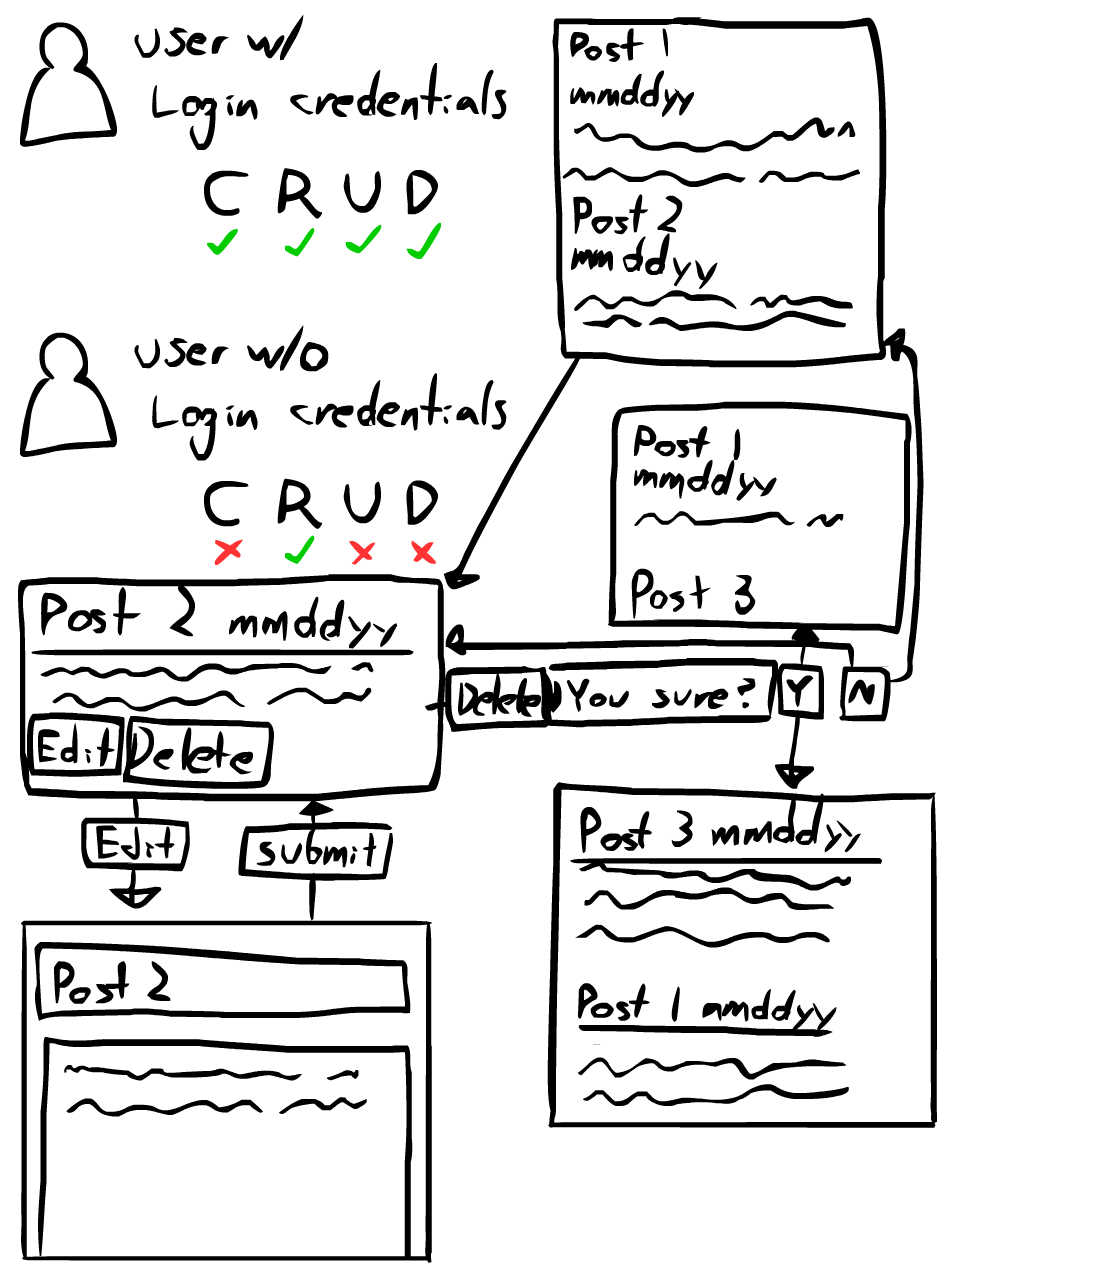 user w/
Login credentials
C R U D
user w/o
Login credentials
C R U D
Post 1
mmddyy
Post 2
mmddyy
Post 1
mmddyy
Post 3
Post 2 mmddyy
Edit Delete
Delete You sure? Y N
Edit
submit
Post 2
Post 3 mmddyy
Post 1 amddyy